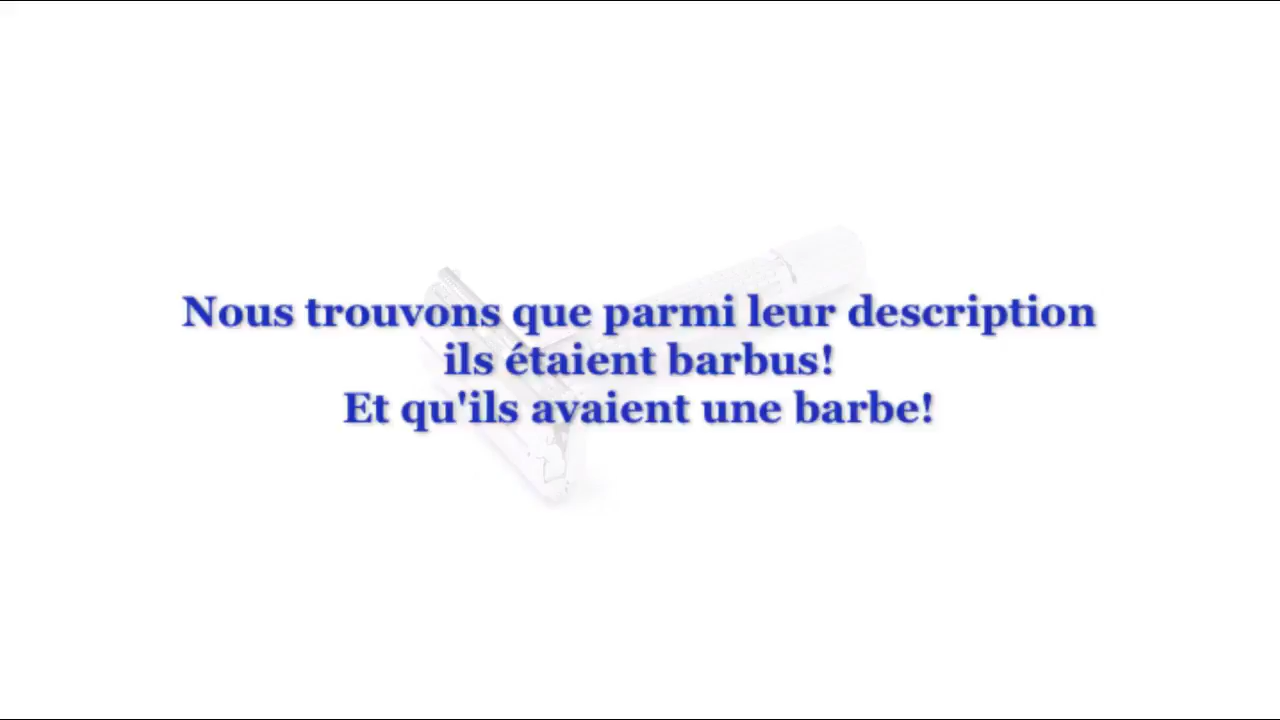 Nous trouvons que parmi leur description
ils étaient barbus!
Et qu'ils avaient une barbe!